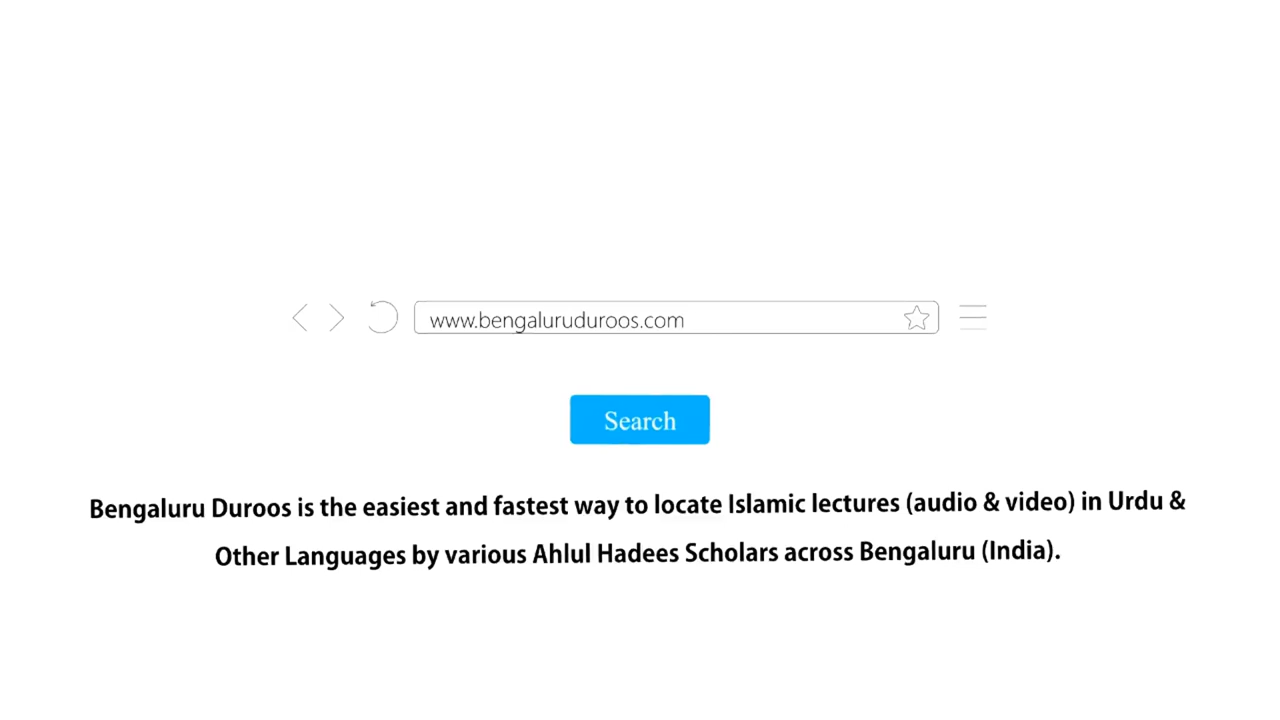 www.bengaluruduroos.com
Search
Bengaluru Duroos is the easiest and fastest way to locate Islamic lectures (audio & video) in Urdu &
Other Languages by various Ahlul Hadees Scholars across Bengaluru (India).